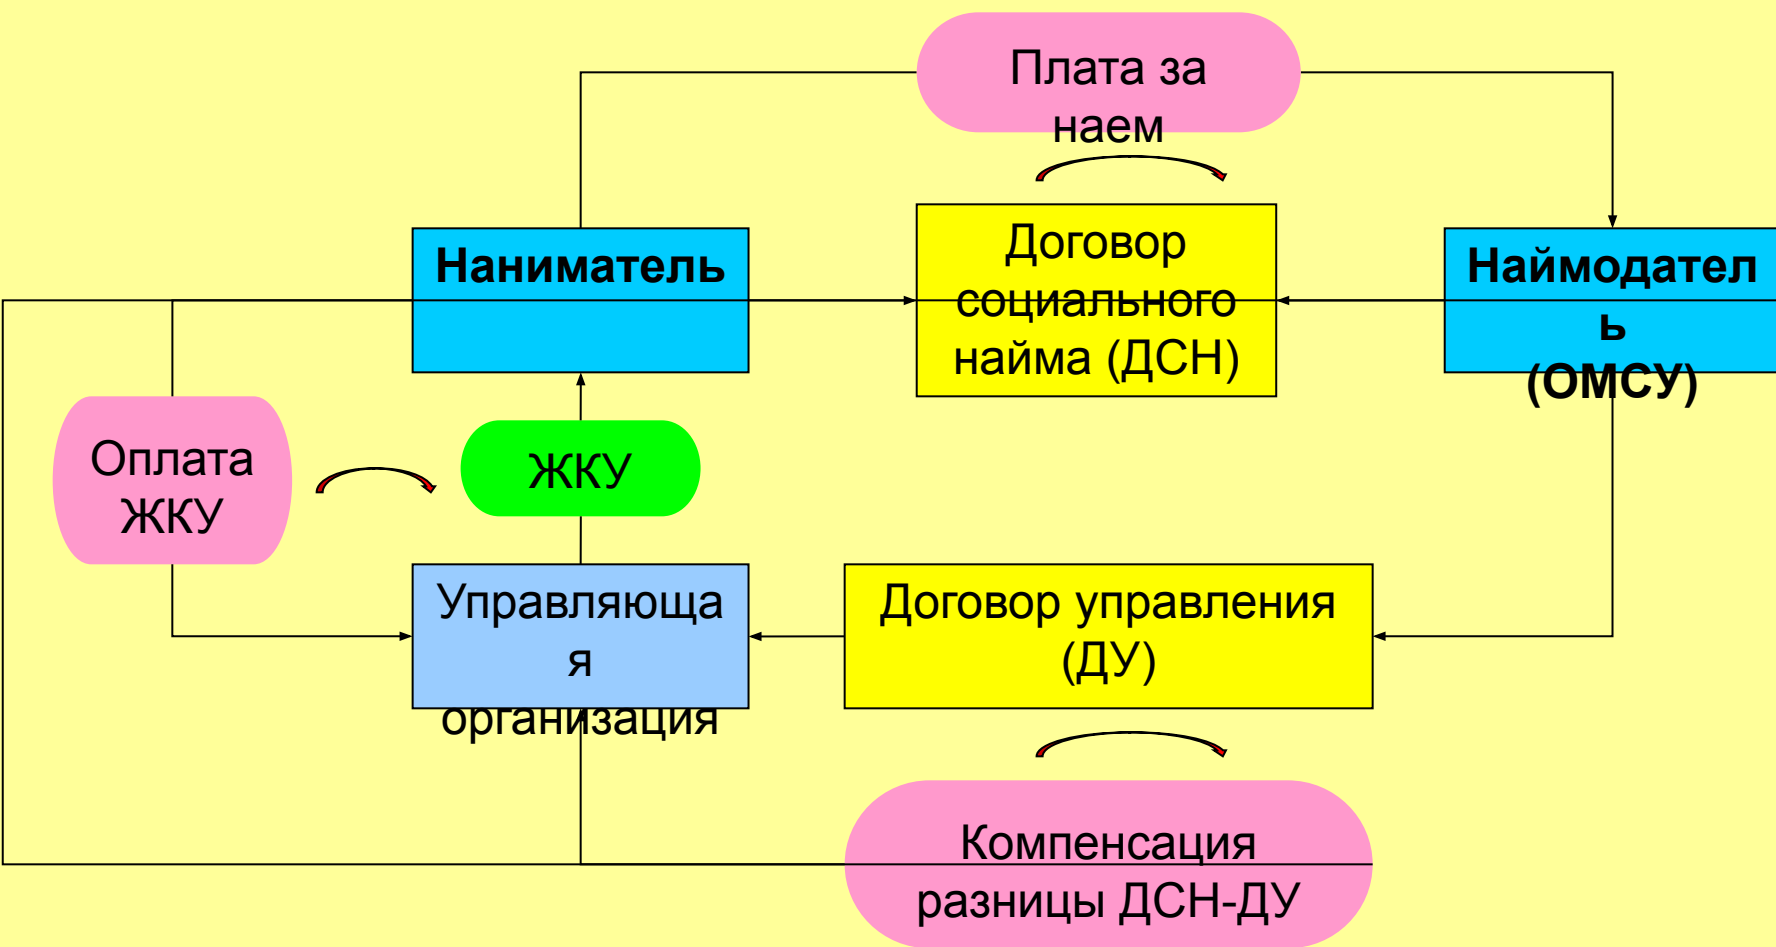 Плата за
наем
Наниматель
Договор
социального
найма (ДСН)
Наймодател
ь
(ОМСУ)
Оплата
ЖКУ
ЖКУ
Управляюща
я
организация
Договор управления
(ДУ)
Компенсация
разницы ДСН-ДУ